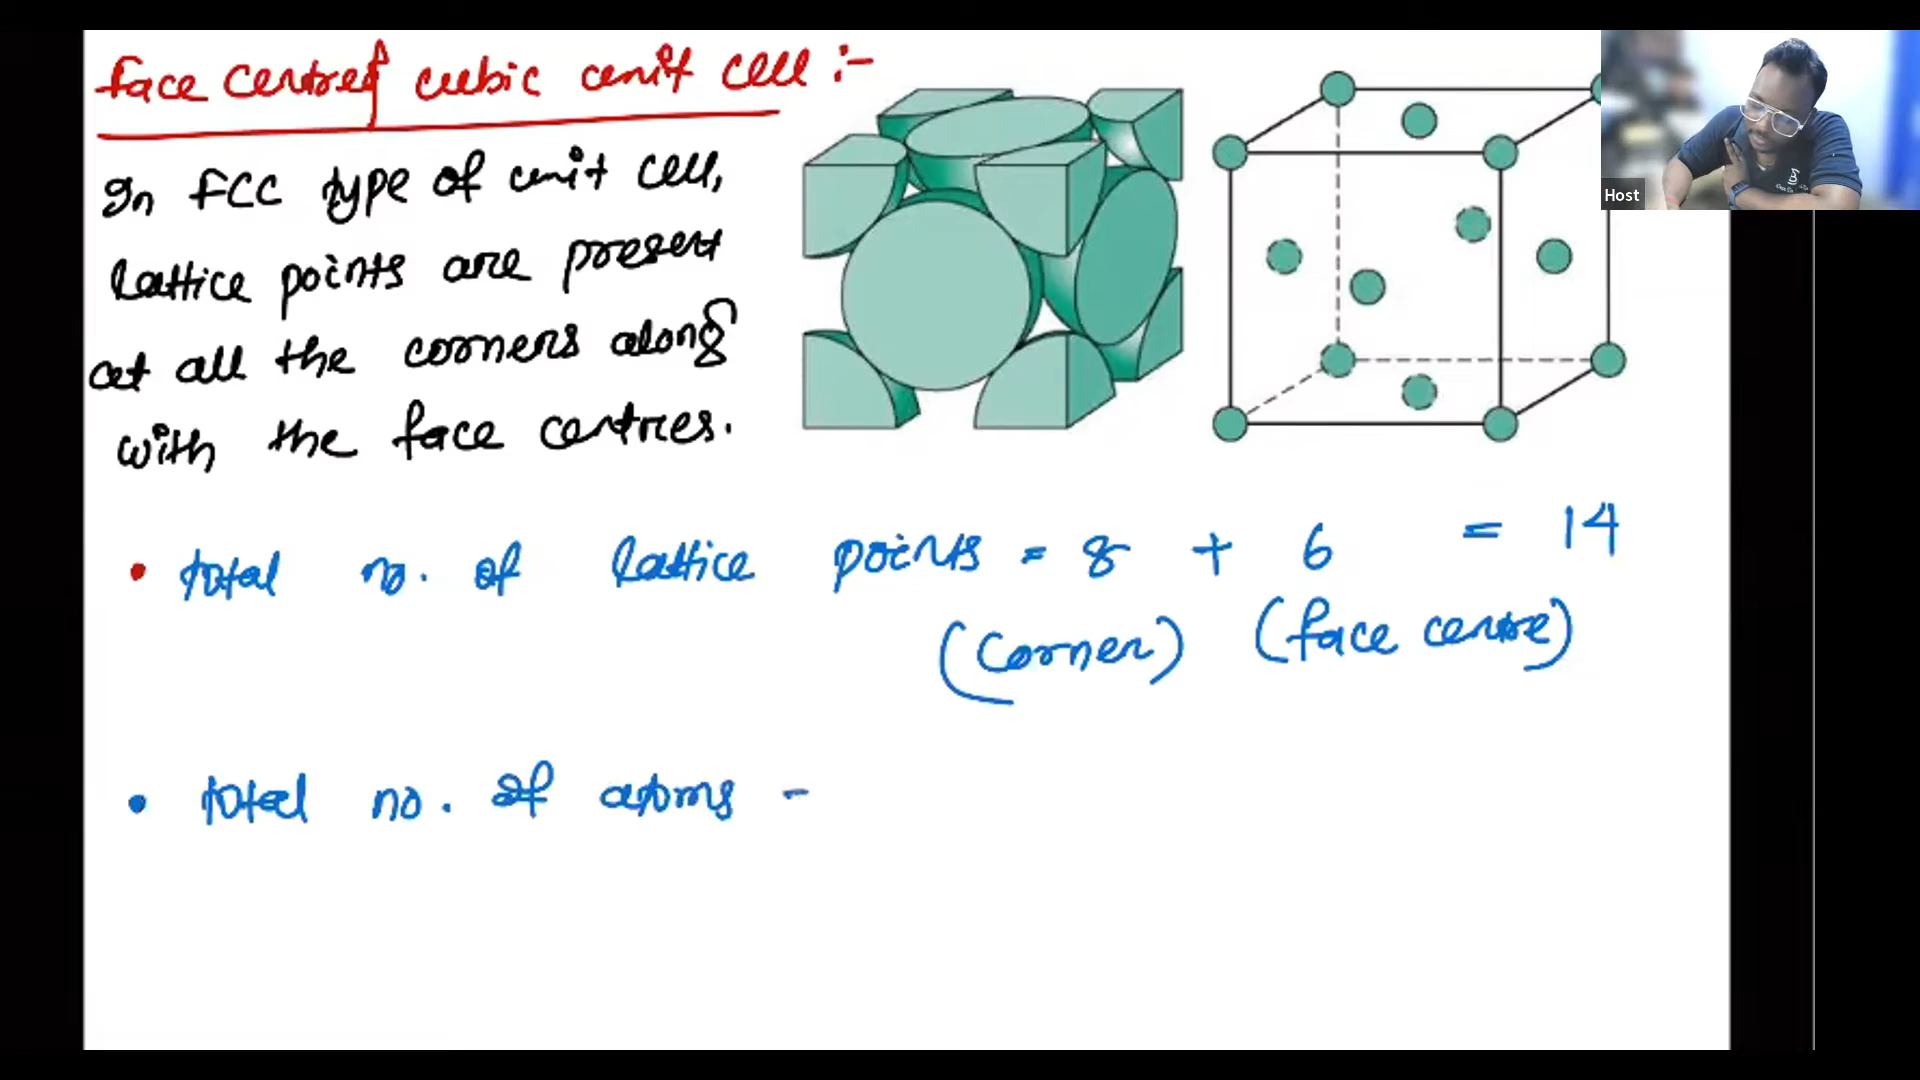 face centred cubic unit cell :-
In FCC type of unit cell,
lattice points are present
at all the corners along
with the face centres.
• total no. of lattice points = 8 + 6 = 14
(corner) (face centre)
• total no. of atoms -
Host